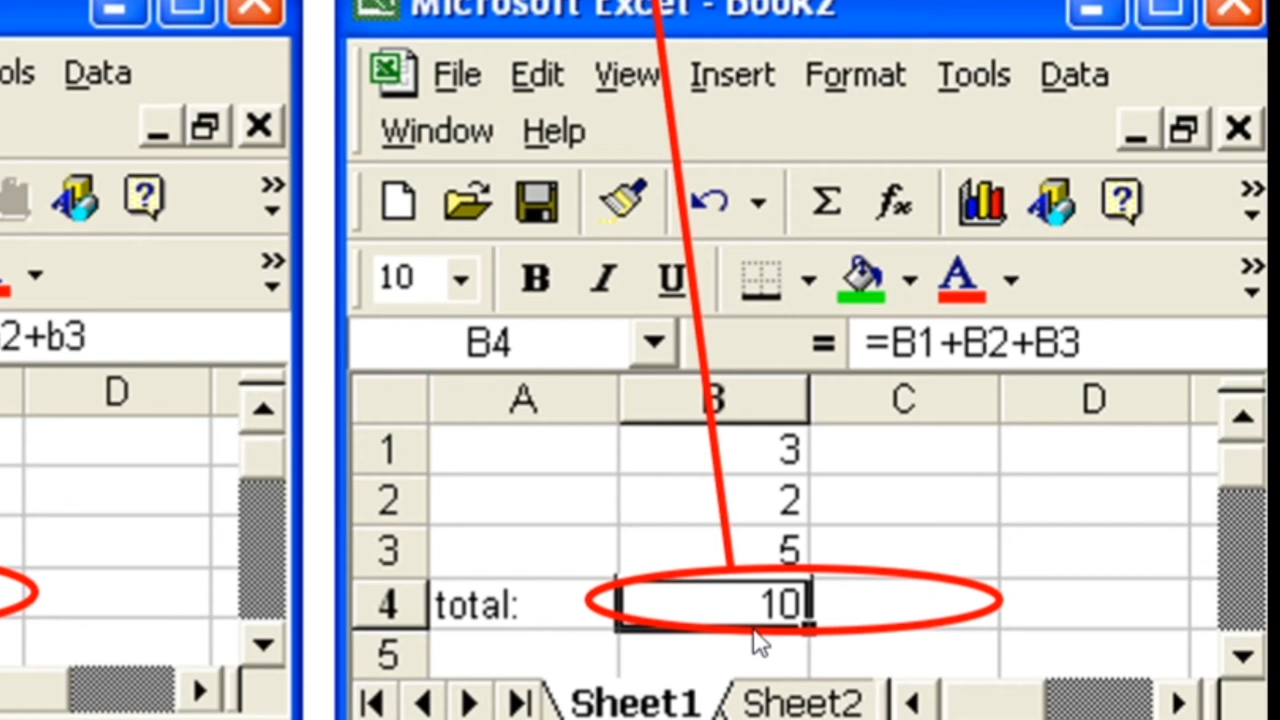 Microsoft Excel - Book2
ols Data
File Edit View Insert Format Tools Data
Window Help
10 B I U A
2+b3
B4 = =B1+B2+B3
D
A B C D
1 3
2 2
3 5
4 total: 10
5
Sheet1 Sheet2